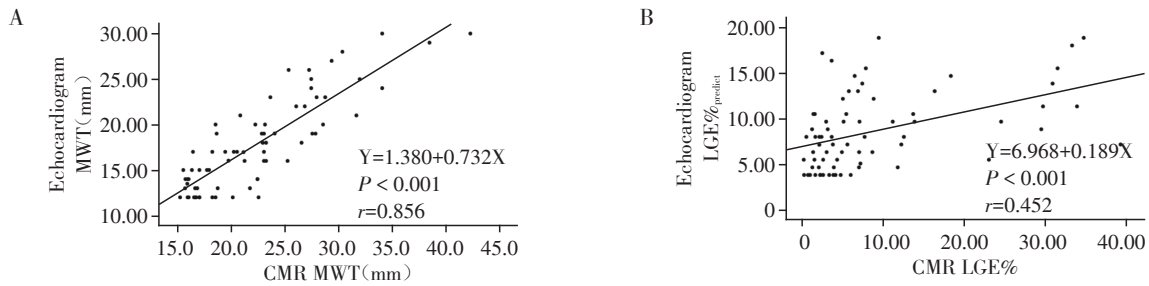 A
Echocardiogram
MWT(mm)
30.00
25.00
20.00
15.00
10.00
Y=1.380+0.732X
P < 0.001
r=0.856
15.0 20.0 25.0 30.0 35.0 40.0 45.0
CMR MWT(mm)
B
Echocardiogram
LGE%predict
20.00
15.00
10.00
5.00
0
Y=6.968+0.189X
P < 0.001
r=0.452
0 10.00 20.00 30.00 40.00
CMR LGE%